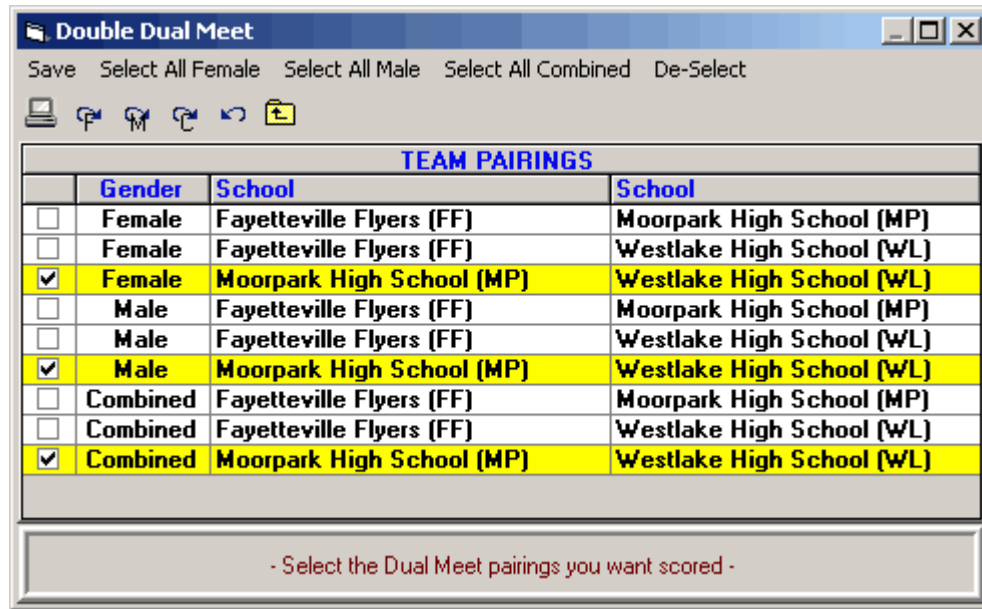 Double Dual Meet
Save Select All Female Select All Male Select All Combined De-Select
F M C
TEAM PAIRINGS
Gender School School
Female Fayetteville Flyers (FF) Moorpark High School (MP)
Female Fayetteville Flyers (FF) Westlake High School (WL)
Female Moorpark High School (MP) Westlake High School (WL)
Male Fayetteville Flyers (FF) Moorpark High School (MP)
Male Fayetteville Flyers (FF) Westlake High School (WL)
Male Moorpark High School (MP) Westlake High School (WL)
Combined Fayetteville Flyers (FF) Moorpark High School (MP)
Combined Fayetteville Flyers (FF) Westlake High School (WL)
Combined Moorpark High School (MP) Westlake High School (WL)
- Select the Dual Meet pairings you want scored -